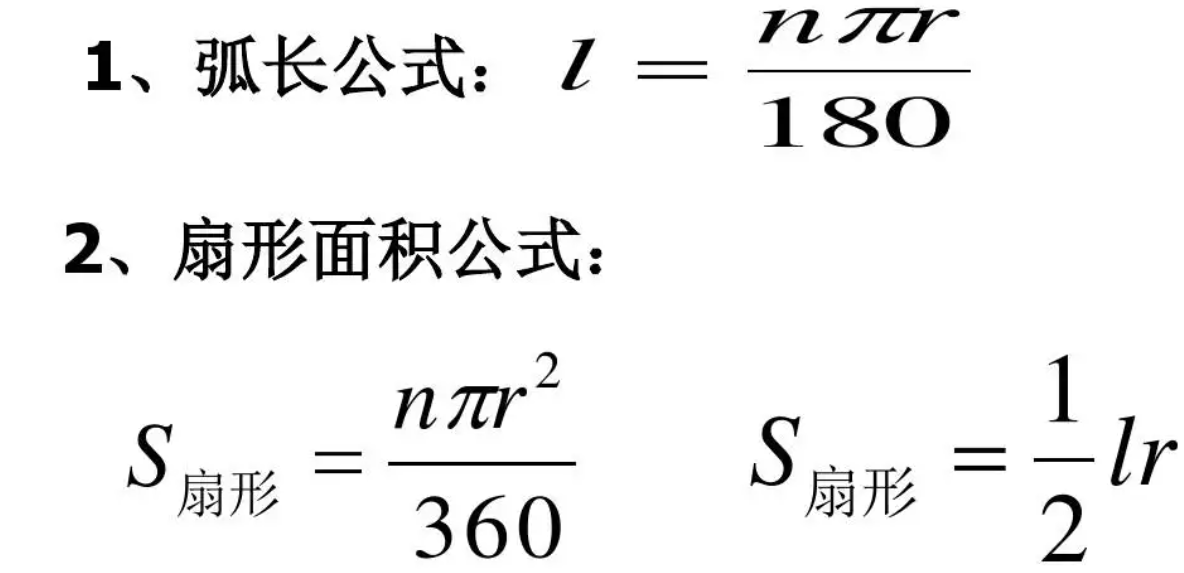 1、弧长公式： l = nπr/180
2、扇形面积公式：
S扇形 = nπr²/360 S扇形 = 1/2 lr